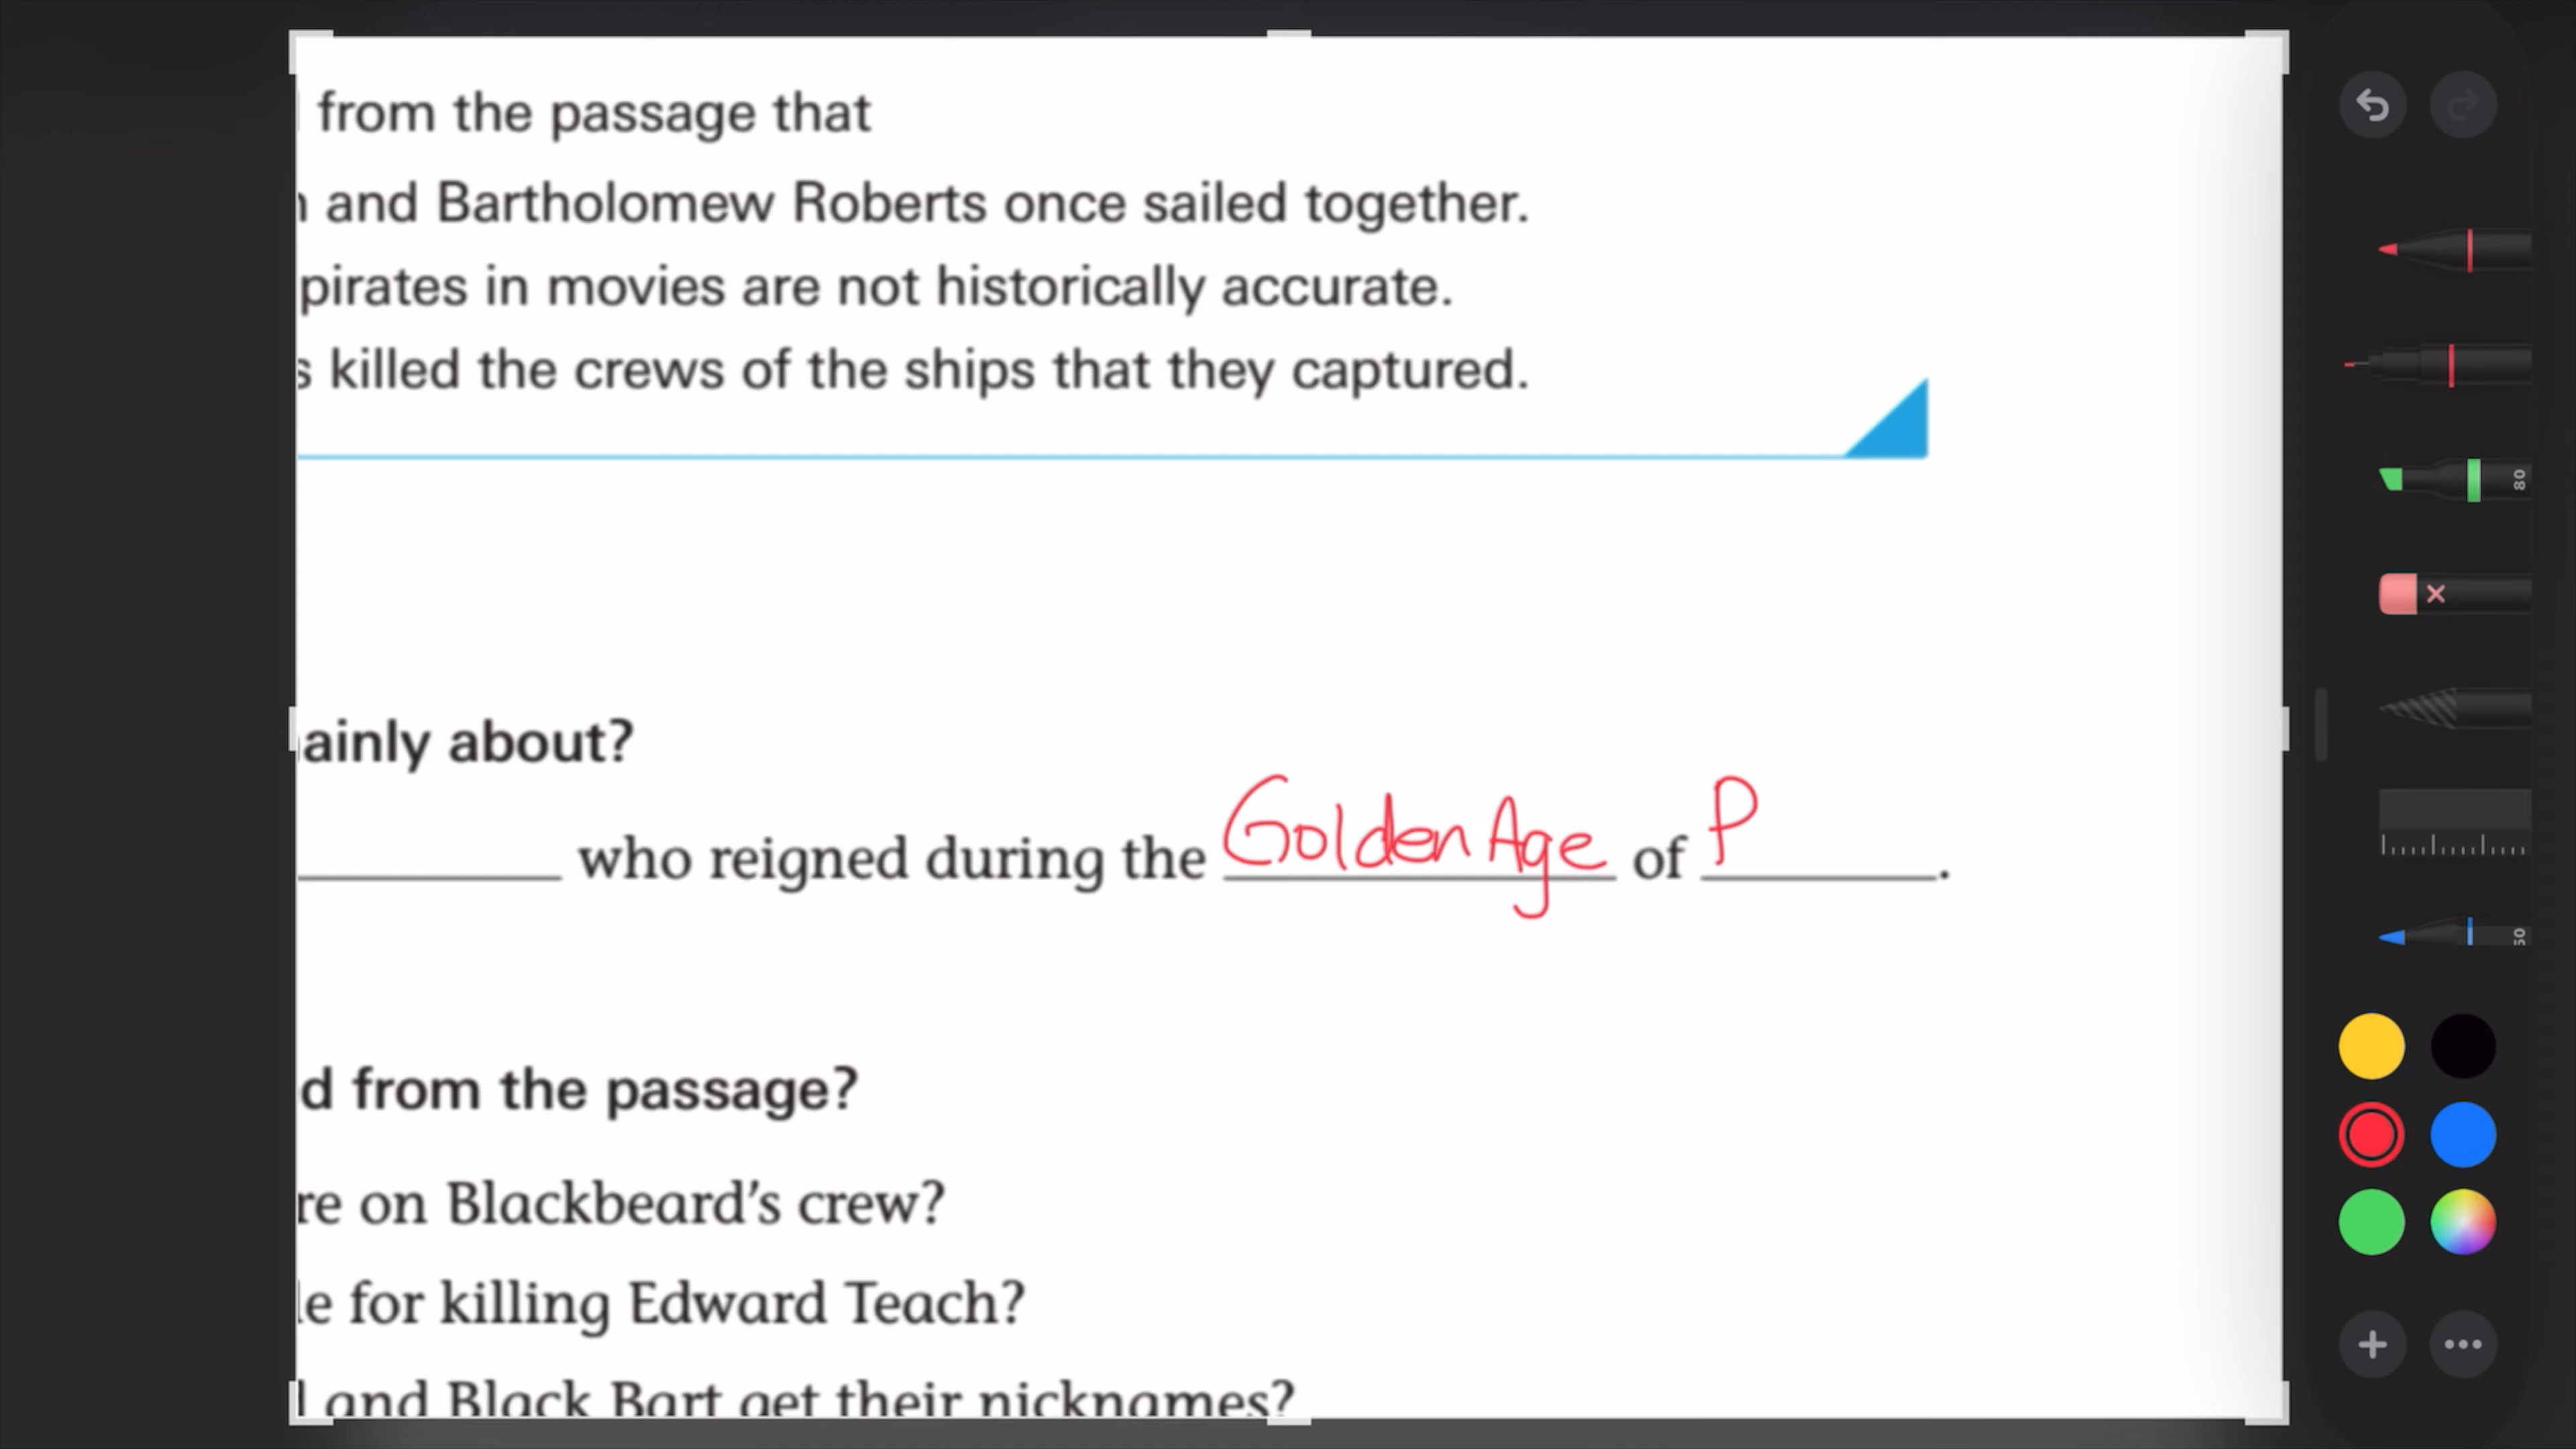 from the passage that
and Bartholomew Roberts once sailed together.
pirates in movies are not historically accurate.
s killed the crews of the ships that they captured.
ainly about?
who reigned during the Golden Age of P.
d from the passage?
re on Blackbeard's crew?
le for killing Edward Teach?
and Black Bart get their nicknames?
80
50